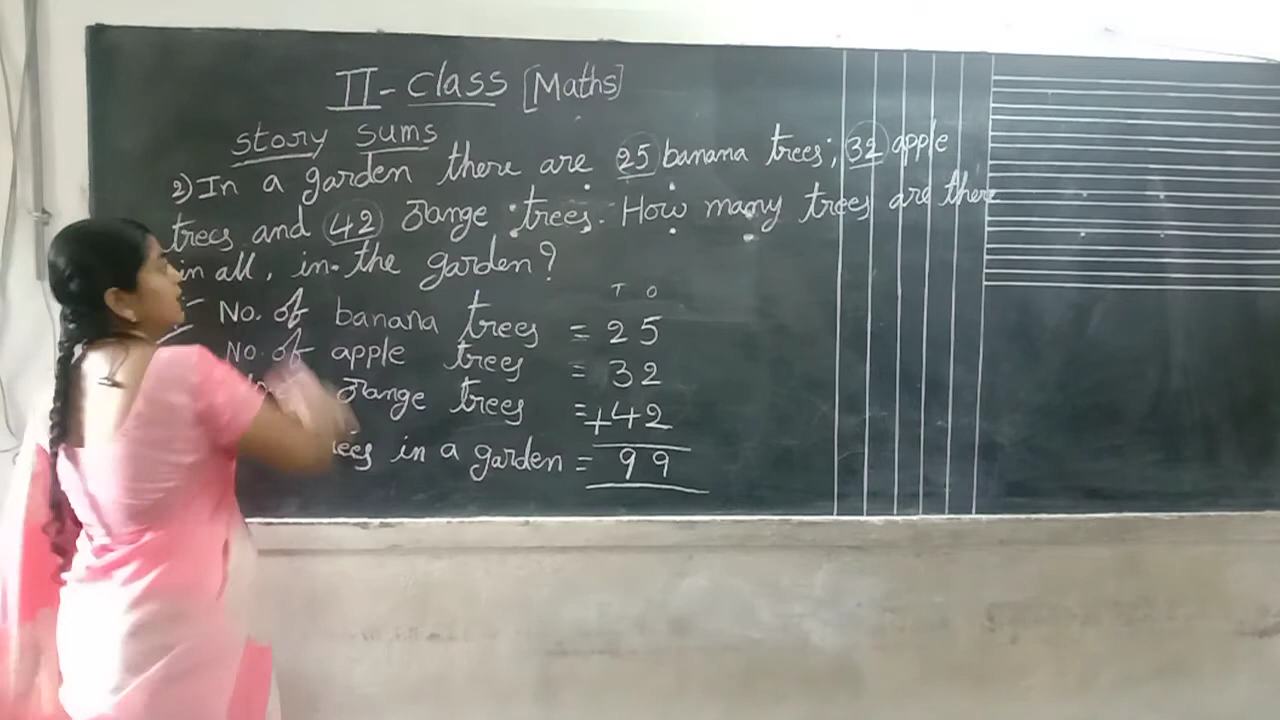 II - Class [Maths]
Story Sums
2) In a garden there are 25 banana trees; 32 apple
trees and 42 orange trees. How many trees are there
in all, in the garden?
T O
No. of banana trees = 25
No. of apple trees = 32
orange trees = +42
in a garden = 99